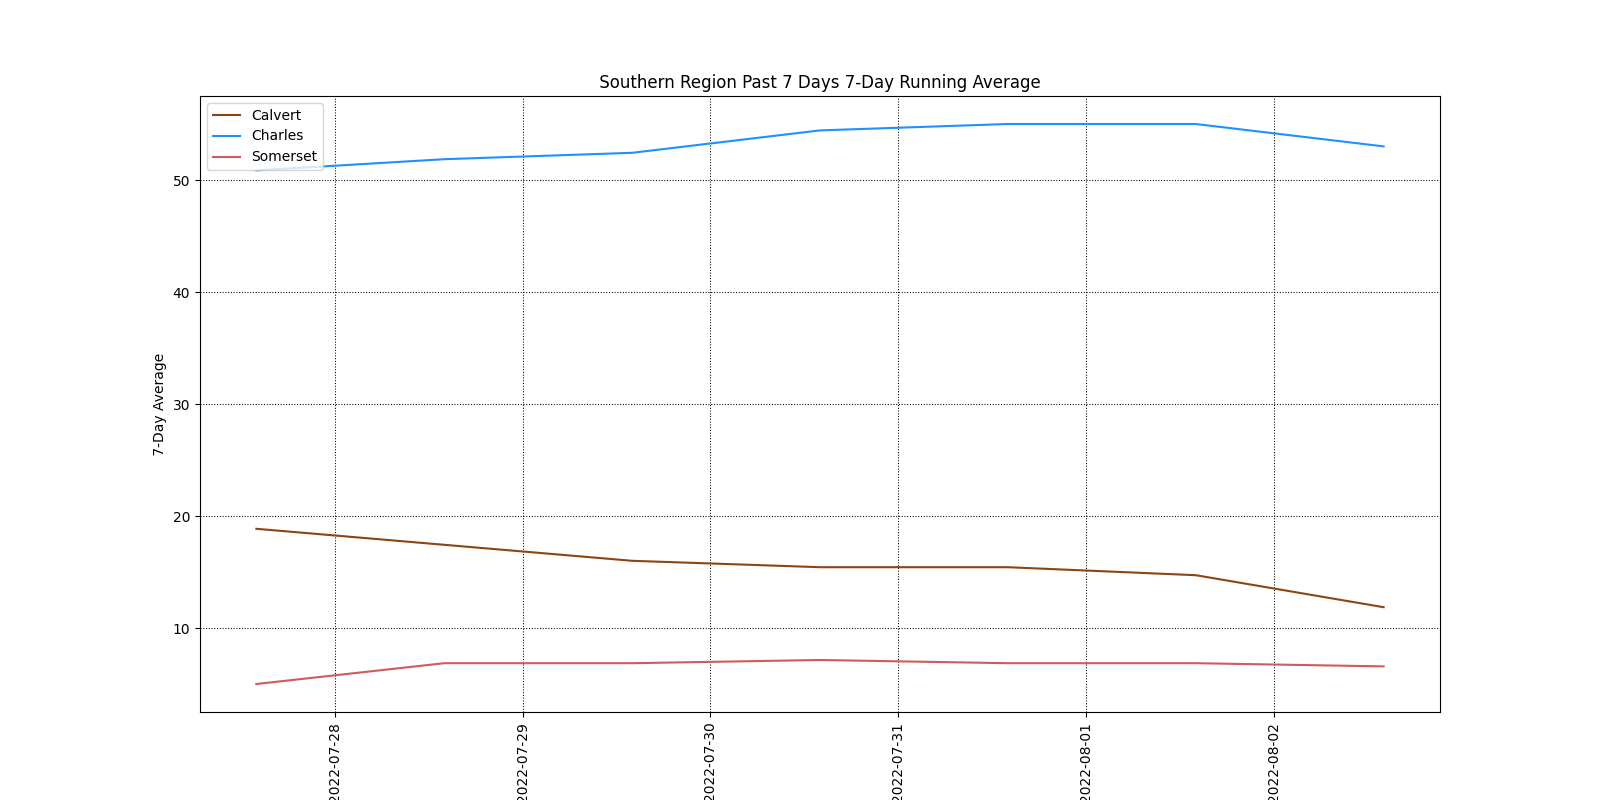 Southern Region Past 7 Days 7-Day Running Average
Calvert
Charles
Somerset
50
40
30
20
10
7-Day Average
2022-07-28
2022-07-29
2022-07-30
2022-07-31
2022-08-01
2022-08-02